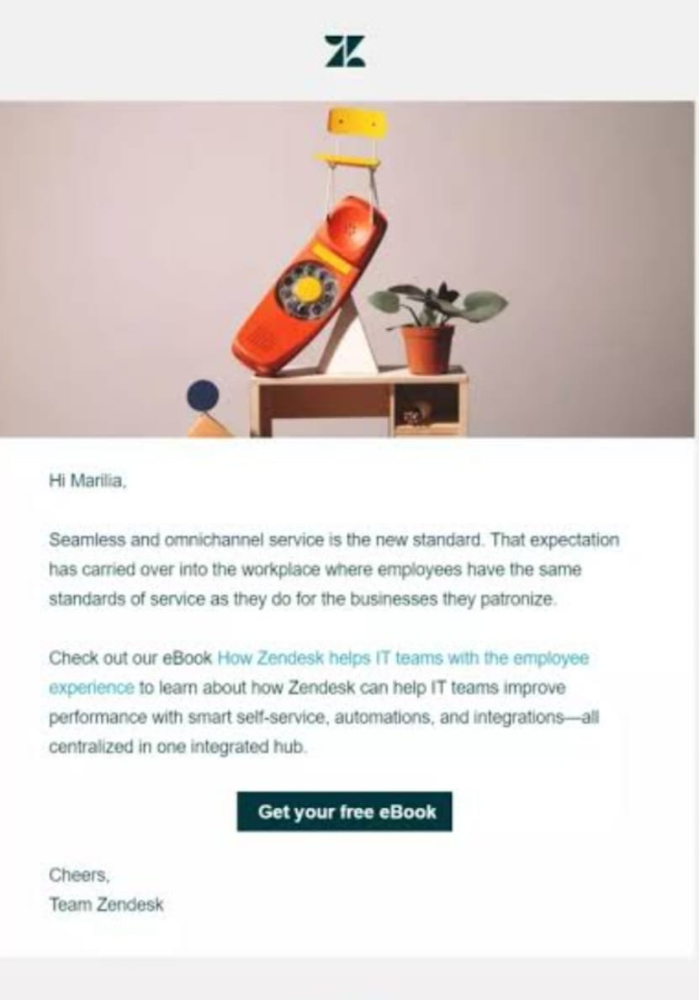 Hi Marilia,
Seamless and omnichannel service is the new standard. That expectation
has carried over into the workplace where employees have the same
standards of service as they do for the businesses they patronize.
Check out our eBook How Zendesk helps IT teams with the employee
experience to learn about how Zendesk can help IT teams improve
performance with smart self-service, automations, and integrations—all
centralized in one integrated hub.
Get your free eBook
Cheers,
Team Zendesk